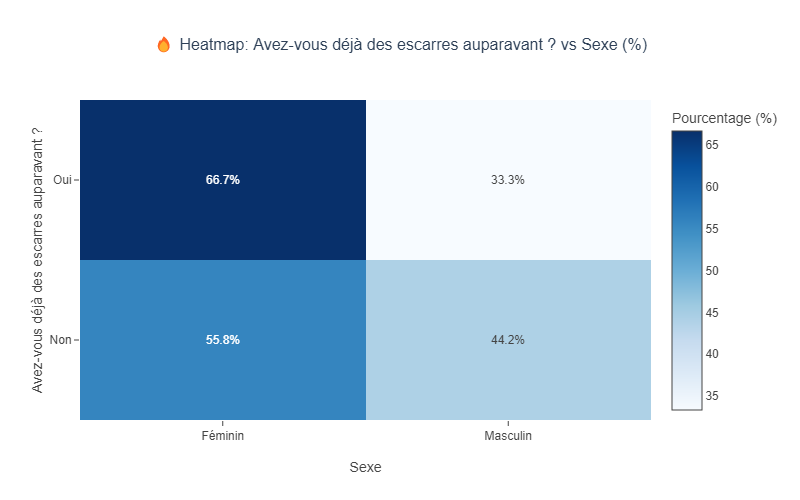 🔥 Heatmap: Avez-vous déjà des escarres auparavant ? vs Sexe (%)
Avez-vous déjà des escarres auparavant ?
Oui
66.7%
33.3%
Non
55.8%
44.2%
Féminin
Masculin
Sexe
Pourcentage (%)
65
60
55
50
45
40
35